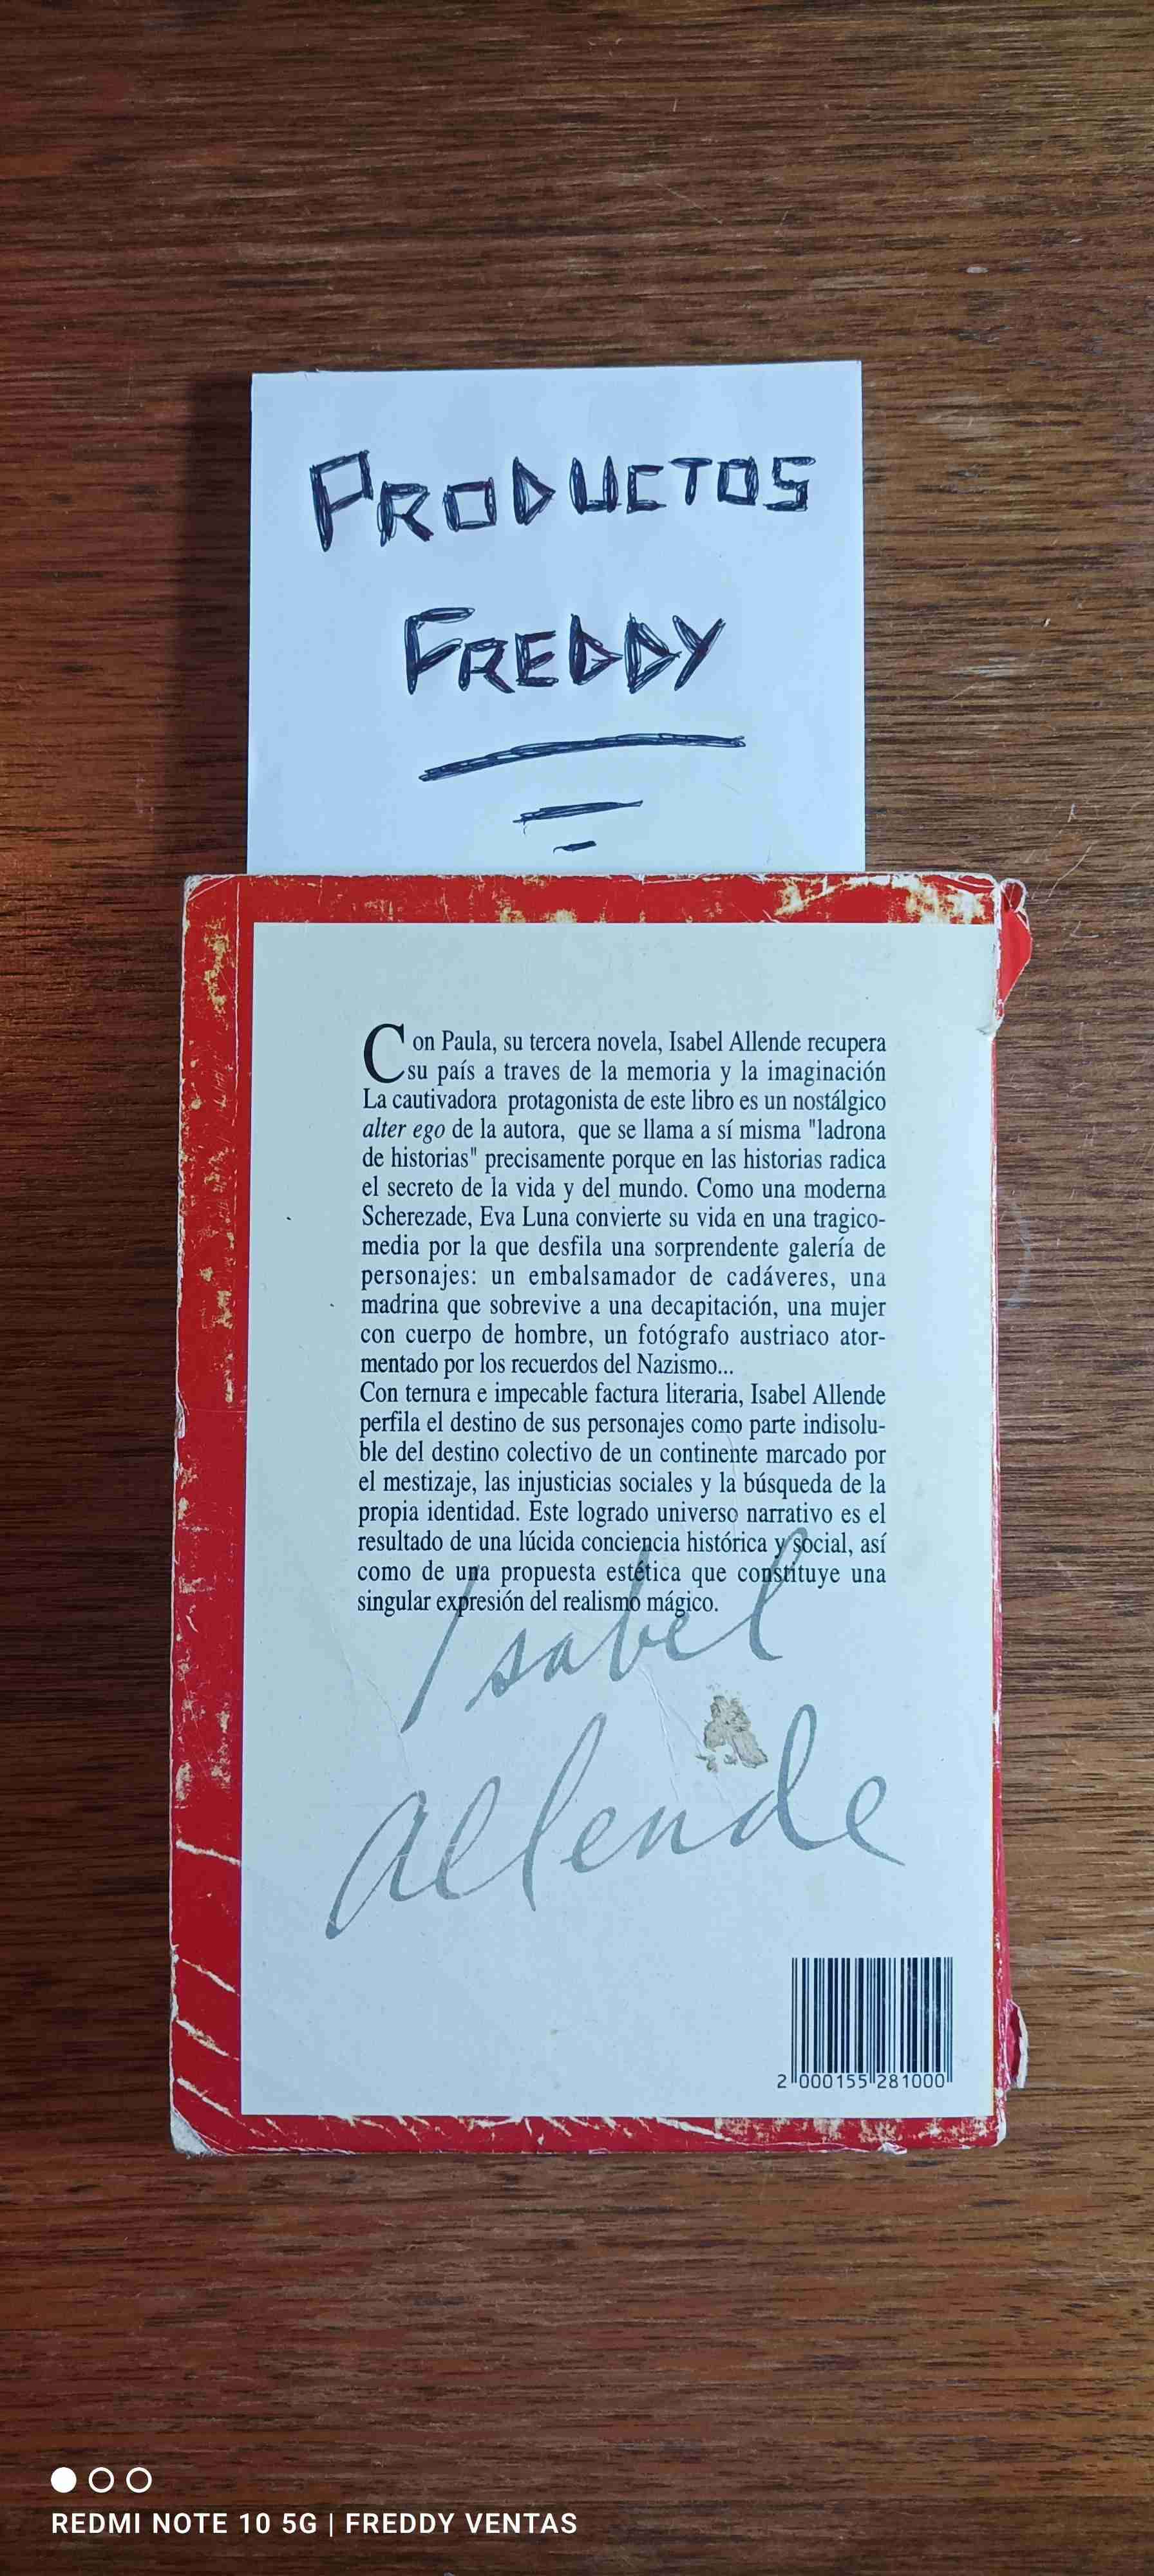 PRODUCTOS
FREDDY
Con Paula, su tercera novela, Isabel Allende recupera
su país a traves de la memoria y la imaginación
La cautivadora protagonista de este libro es un nostálgico
alter ego de la autora, que se llama a sí misma "ladrona
de historias" precisamente porque en las historias radica
el secreto de la vida y del mundo. Como una moderna
Scherezade, Eva Luna convierte su vida en una tragico-
media por la que desfila una sorprendente galería de
personajes: un embalsamador de cadáveres, una
madrina que sobrevive a una decapitación, una mujer
con cuerpo de hombre, un fotógrafo austriaco ator-
mentado por los recuerdos del Nazismo...
Con ternura e impecable factura literaria, Isabel Allende
perfila el destino de sus personajes como parte indisolu-
ble del destino colectivo de un continente marcado por
el mestizaje, las injusticias sociales y la búsqueda de la
propia identidad. Este logrado universo narrativo es el
resultado de una lúcida conciencia histórica y social, así
como de una propuesta estética que constituye una
singular expresión del realismo mágico.
Isabel
allende
2 000155 281000
REDMI NOTE 10 5G | FREDDY VENTAS